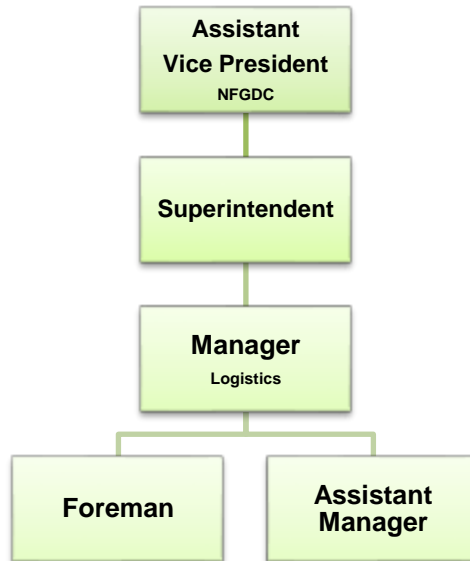 Assistant
Vice President
NFGDC
Superintendent
Manager
Logistics
Foreman
Assistant
Manager